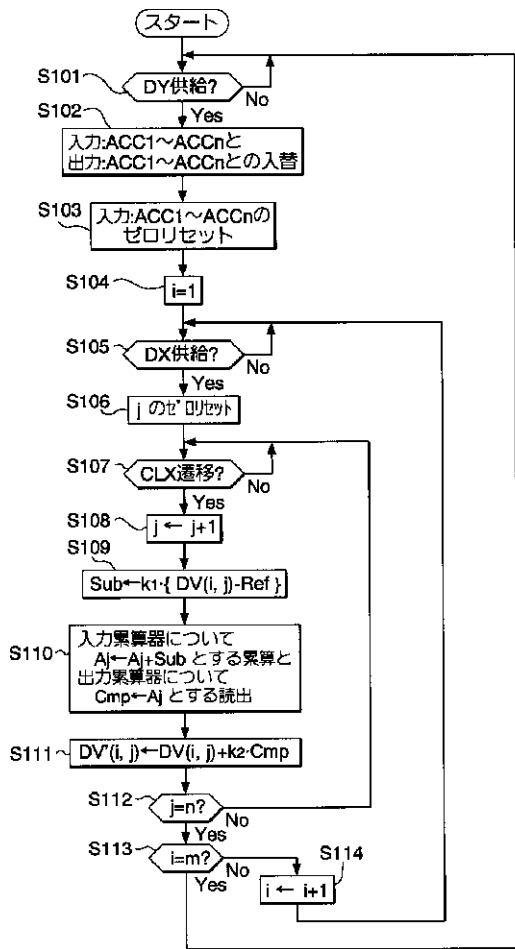 スタート
S101
DY供給?
No
Yes
S102
入力:ACC1～ACCnと
出力:ACC1～ACCnとの入替
S103
入力:ACC1～ACCnの
ゼロリセット
S104
i=1
S105
DX供給?
No
Yes
S106
j のゼロリセット
S107
CLX遷移?
No
Yes
S108
j ← j+1
S109
Sub←k1·{ DV(i, j)-Ref }
S110
入力累算器について
Aj←Aj+Sub とする累算と
出力累算器について
Cmp←Aj とする読出
S111
DV'(i, j)←DV(i, j)+k2·Cmp
S112
j=n?
No
Yes
S113
i=m?
No
Yes
S114
i ← i+1